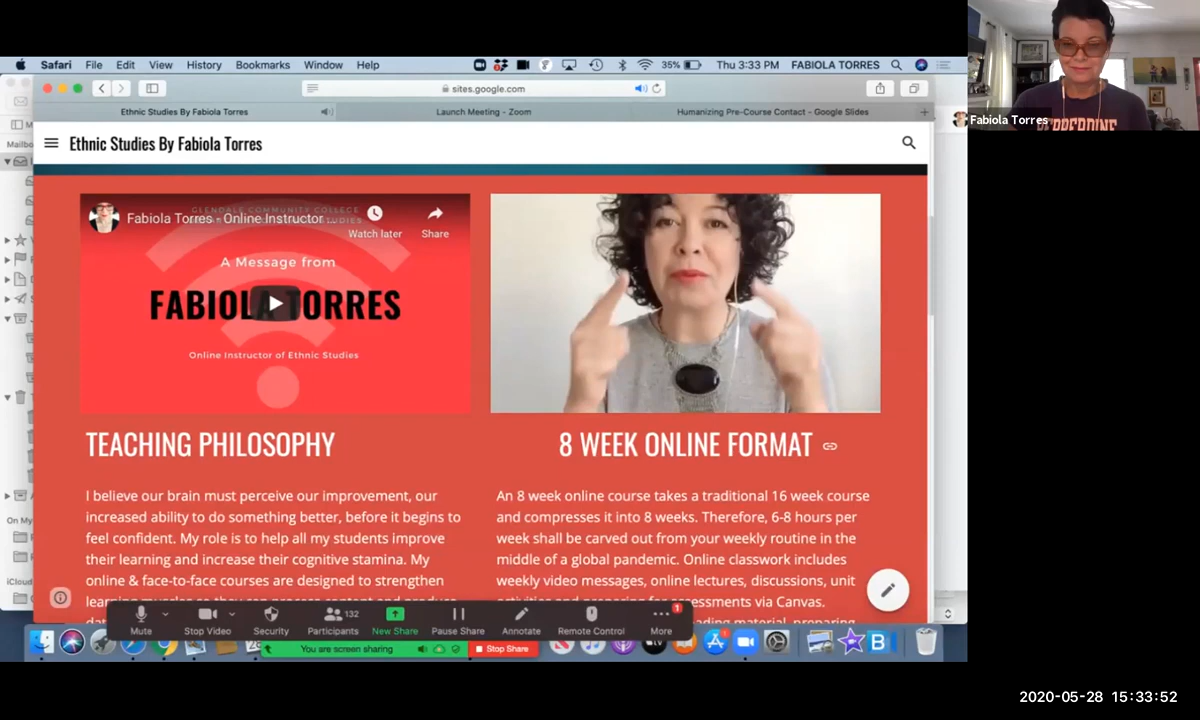 Safari File Edit View History Bookmarks Window Help
35% Thu 3:33 PM FABIOLA TORRES
sites.google.com
Ethnic Studies By Fabiola Torres
Launch Meeting - Zoom
Humanizing Pre-Course Contact - Google Slides
Fabiola Torres
Mailbo
Ethnic Studies By Fabiola Torres
GLENDALE COMMUNITY COLLEGE
Fabiola Torres - Online Instructor ...
Watch later
Share
A Message from
FABIOLA TORRES
Online Instructor of Ethnic Studies
PEPPERDINE
TEACHING PHILOSOPHY
I believe our brain must perceive our improvement, our
increased ability to do something better, before it begins to
feel confident. My role is to help all my students improve
their learning and increase their cognitive stamina. My
online & face-to-face courses are designed to strengthen
8 WEEK ONLINE FORMAT
An 8 week online course takes a traditional 16 week course
and compresses it into 8 weeks. Therefore, 6-8 hours per
week shall be carved out from your weekly routine in the
middle of a global pandemic. Online classwork includes
weekly video messages, online lectures, discussions, unit
On My
iCloud
Mute
Stop Video
Security
132
Participants
New Share
Pause Share
Annotate
Remote Control
1
More
You are screen sharing
Stop Share
2020-05-28 15:33:52